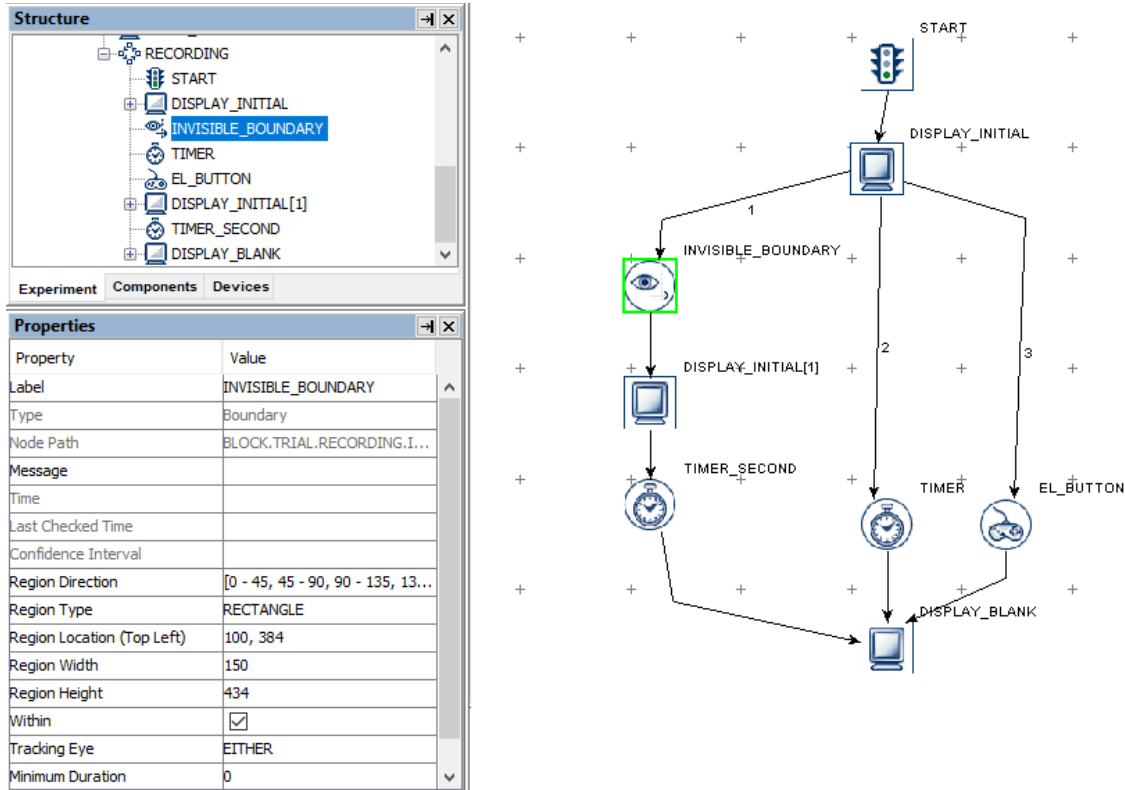 Structure
RECORDING
START
DISPLAY_INITIAL
INVISIBLE_BOUNDARY
TIMER
EL_BUTTON
DISPLAY_INITIAL[1]
TIMER_SECOND
DISPLAY_BLANK
Experiment Components Devices
Properties
Property Value
Label INVISIBLE_BOUNDARY
Type Boundary
Node Path BLOCK.TRIAL.RECORDING.I...
Message
Time
Last Checked Time
Confidence Interval
Region Direction [0 - 45, 45 - 90, 90 - 135, 13...
Region Type RECTANGLE
Region Location (Top Left) 100, 384
Region Width 150
Region Height 434
Within
Tracking Eye EITHER
Minimum Duration 0
START
DISPLAY_INITIAL
1
INVISIBLE_BOUNDARY
2
3
DISPLAY_INITIAL[1]
TIMER_SECOND
TIMER
EL_BUTTON
DISPLAY_BLANK